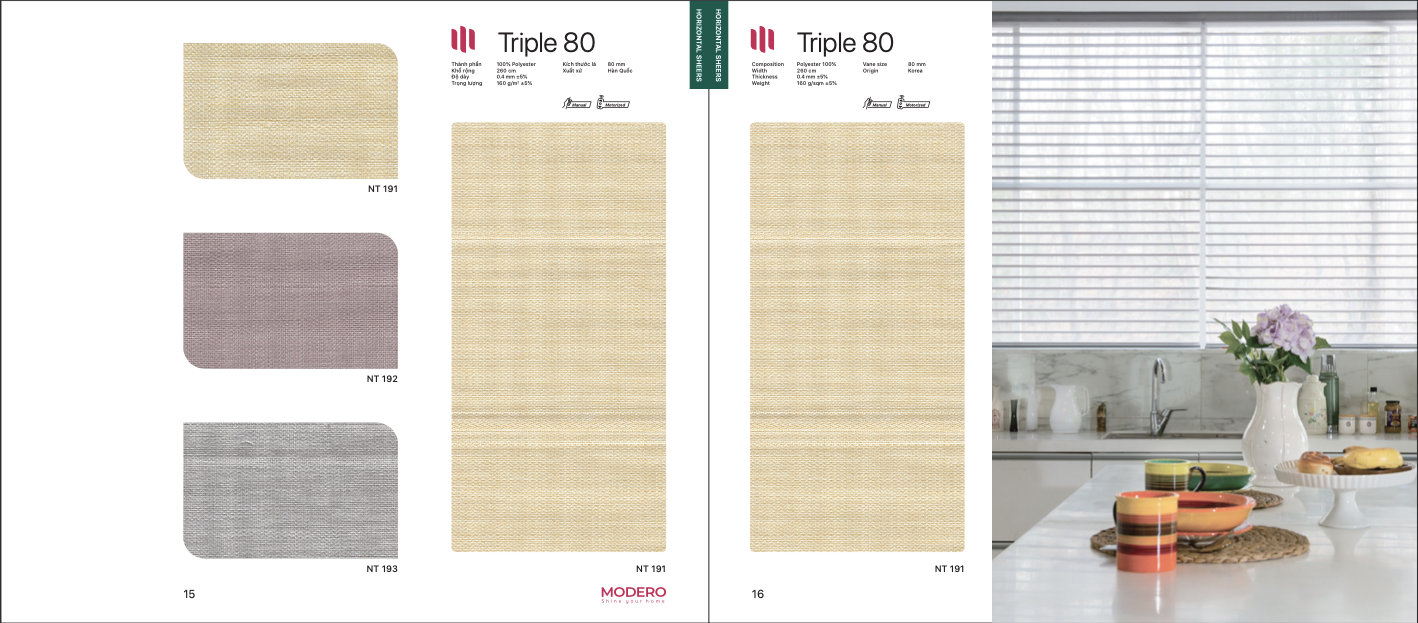 NT 191
NT 192
NT 193
15
Triple 80
Thành phần 100% Polyester Kích thước lá 80 mm
Khổ rộng 260 cm Xuất xứ Hàn Quốc
Độ dày 0.4 mm ±5%
Trọng lượng 160 g/m² ±5%
Manual Motorized
NT 191
MODERO
Shine your home
HORIZONTAL SHEERS
HORIZONTAL SHEERS
Triple 80
Composition Polyester 100% Vane size 80 mm
Width 260 cm Origin Korea
Thickness 0.4 mm ±5%
Weight 160 g/sqm ±5%
Manual Motorized
NT 191
16